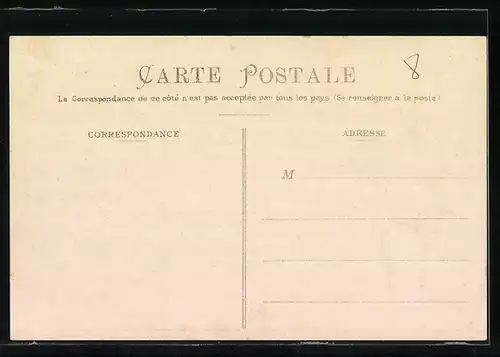 CARTE POSTALE
8
La Correspondance de ce côté n'est pas acceptée par tous les pays (Se renseigner a la poste)
CORRESPONDANCE
ADRESSE
M